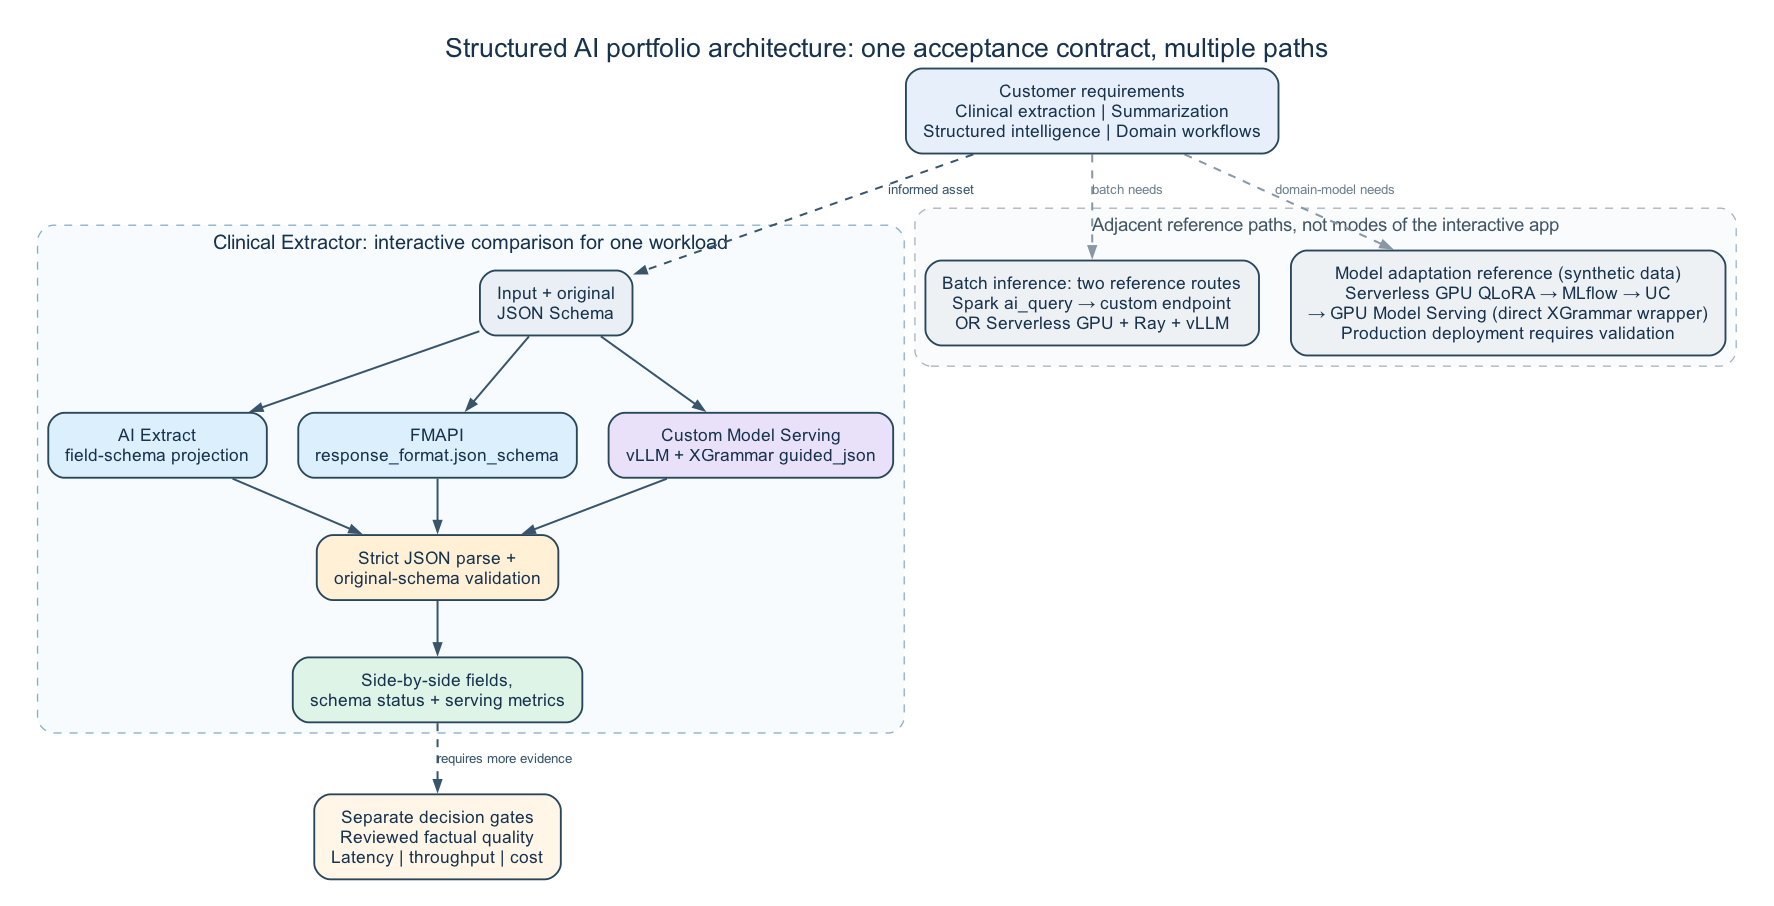 Structured AI portfolio architecture: one acceptance contract, multiple paths
Customer requirements
Clinical extraction | Summarization
Structured intelligence | Domain workflows
informed asset
batch needs
domain-model needs
Clinical Extractor: interactive comparison for one workload
Input + original
JSON Schema
AI Extract
field-schema projection
FMAPI
response_format.json_schema
Custom Model Serving
vLLM + XGrammar guided_json
Strict JSON parse +
original-schema validation
Side-by-side fields,
schema status + serving metrics
requires more evidence
Separate decision gates
Reviewed factual quality
Latency | throughput | cost
Adjacent reference paths, not modes of the interactive app
Batch inference: two reference routes
Spark ai_query → custom endpoint
OR Serverless GPU + Ray + vLLM
Model adaptation reference (synthetic data)
Serverless GPU QLoRA → MLflow → UC
→ GPU Model Serving (direct XGrammar wrapper)
Production deployment requires validation